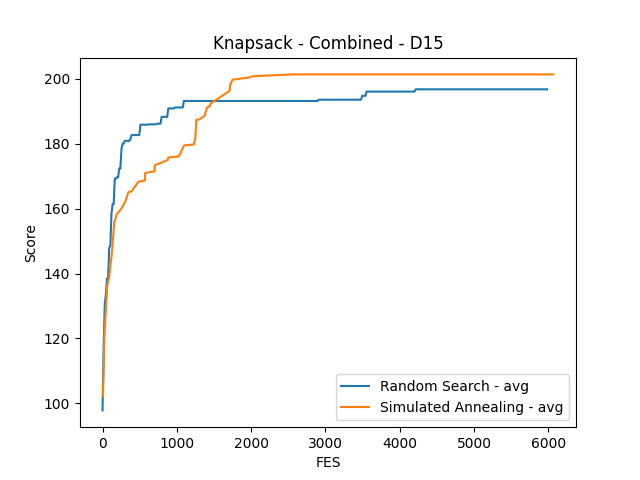 Knapsack - Combined - D15
200
180
160
140
120
100
Score
0 1000 2000 3000 4000 5000 6000
FES
Random Search - avg
Simulated Annealing - avg